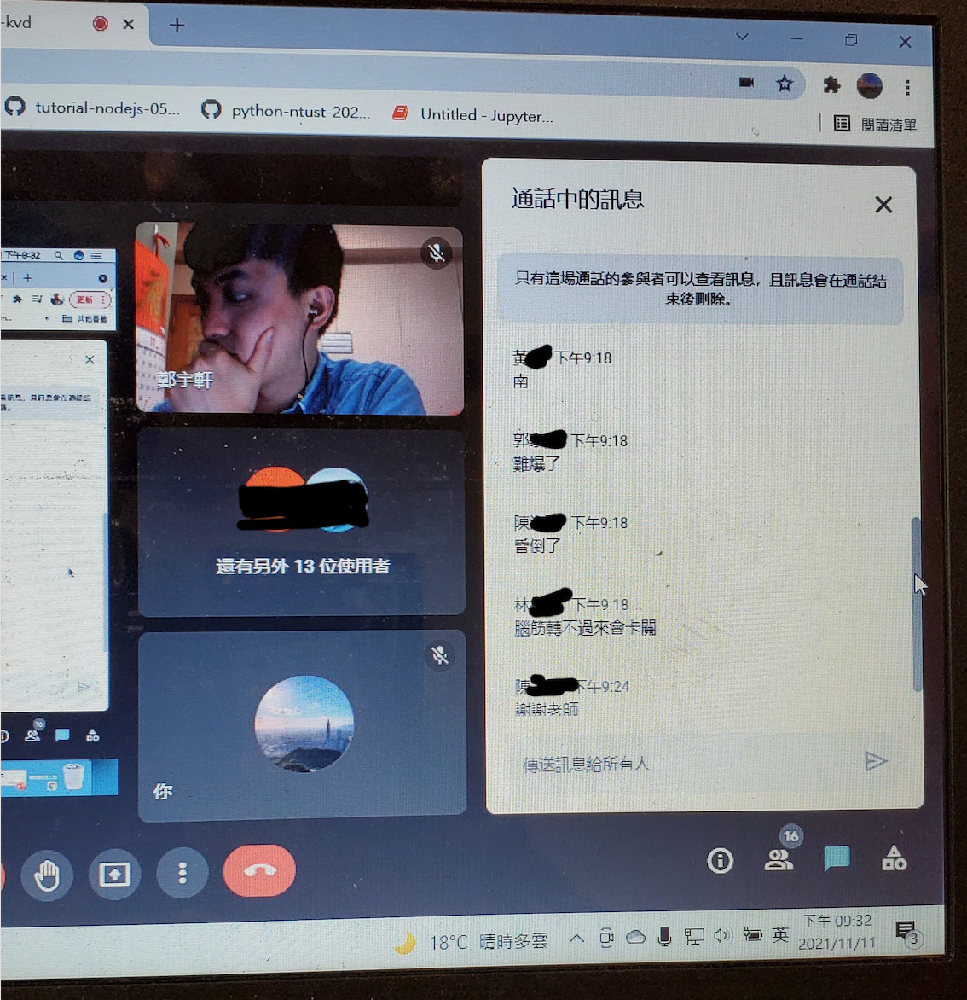 -kvd
tutorial-nodejs-05...
python-ntust-202...
Untitled - Jupyter...
閱讀清單
下午9:32
更新
其他書籤
鄭宇軒
還有另外 13 位使用者
你
通話中的訊息
只有這場通話的參與者可以查看訊息，且訊息會在通話結
束後刪除。
黃 下午9:18
南
郭 下午9:18
難爆了
陳 下午9:18
昏倒了
林 下午9:18
腦筋轉不過來會卡關
陳 下午9:24
謝謝老師
傳送訊息給所有人
16
16
18°C 晴時多雲
英
下午 09:32
2021/11/11
3